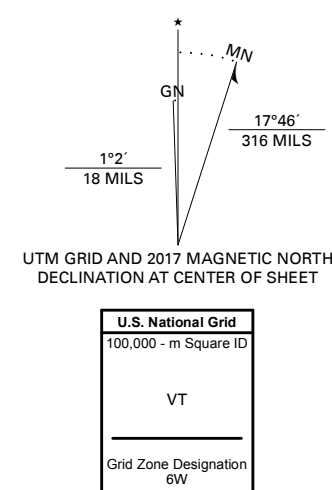 ★
MN
GN
17°46´
316 MILS
1°2´
18 MILS
UTM GRID AND 2017 MAGNETIC NORTH
DECLINATION AT CENTER OF SHEET
U.S. National Grid
100,000 - m Square ID
VT
Grid Zone Designation
6W